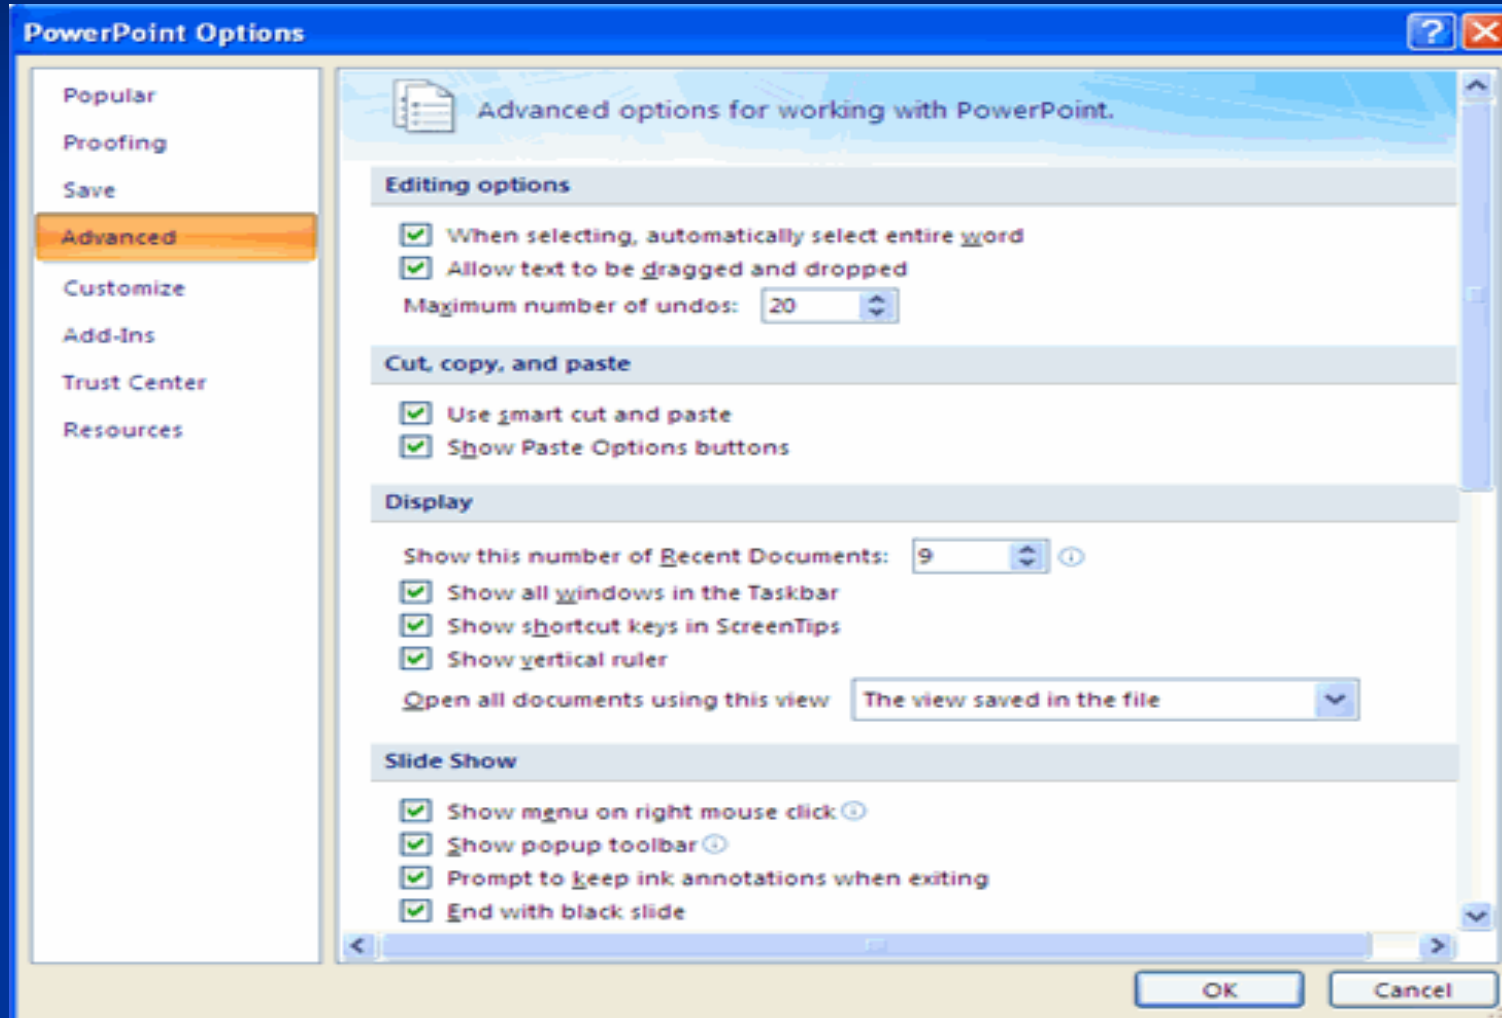 PowerPoint Options
Popular
Proofing
Save
Advanced
Customize
Add-Ins
Trust Center
Resources
Advanced options for working with PowerPoint.
Editing options
When selecting, automatically select entire word
Allow text to be dragged and dropped
Maximum number of undos: 20
Cut, copy, and paste
Use smart cut and paste
Show Paste Options buttons
Display
Show this number of Recent Documents: 9
Show all windows in the Taskbar
Show shortcut keys in ScreenTips
Show vertical ruler
Open all documents using this view The view saved in the file
Slide Show
Show menu on right mouse click
Show popup toolbar
Prompt to keep ink annotations when exiting
End with black slide
OK Cancel